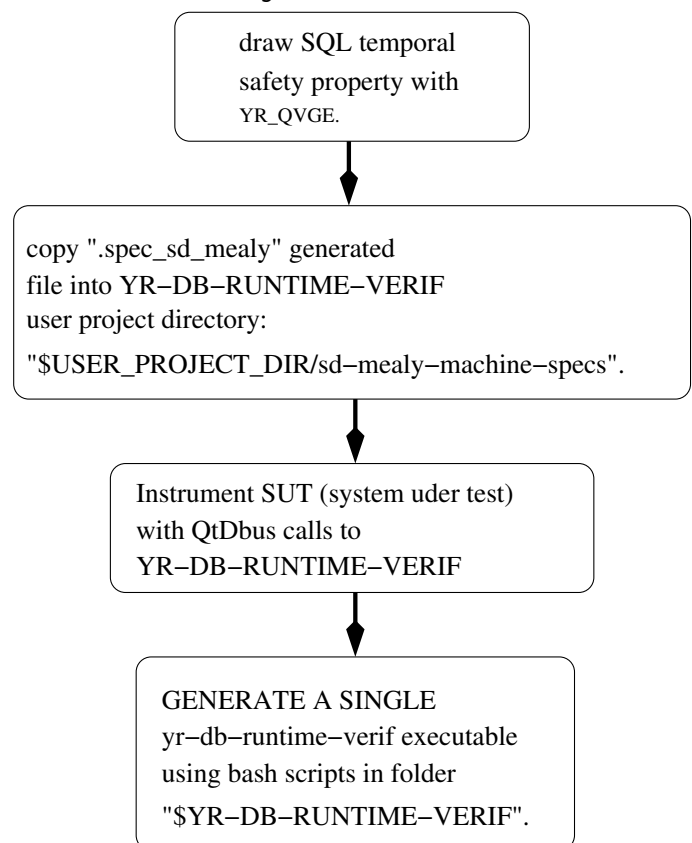 draw SQL temporal
safety property with
YR_QVGE.
copy ".spec_sd_mealy" generated
file into YR−DB−RUNTIME−VERIF
user project directory:
"$USER_PROJECT_DIR/sd−mealy−machine−specs".
Instrument SUT (system uder test)
with QtDbus calls to
YR−DB−RUNTIME−VERIF
GENERATE A SINGLE
yr−db−runtime−verif executable
using bash scripts in folder
"$YR−DB−RUNTIME−VERIF".